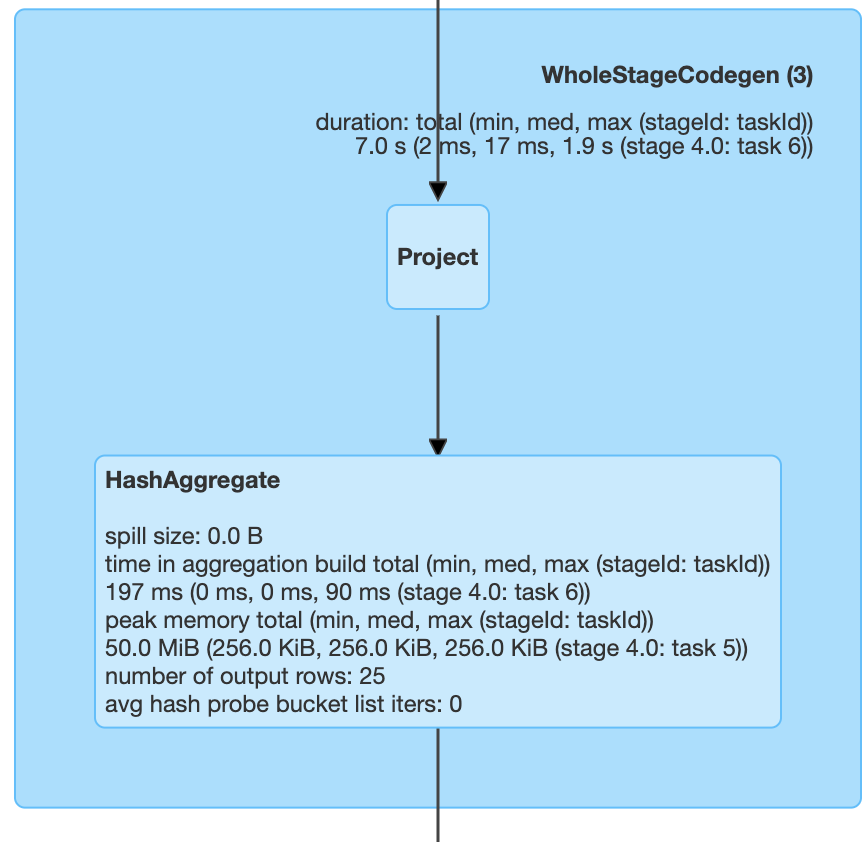 WholeStageCodegen (3)
duration: total (min, med, max (stageId: taskId))
7.0 s (2 ms, 17 ms, 1.9 s (stage 4.0: task 6))
Project
HashAggregate
spill size: 0.0 B
time in aggregation build total (min, med, max (stageId: taskId))
197 ms (0 ms, 0 ms, 90 ms (stage 4.0: task 6))
peak memory total (min, med, max (stageId: taskId))
50.0 MiB (256.0 KiB, 256.0 KiB, 256.0 KiB (stage 4.0: task 5))
number of output rows: 25
avg hash probe bucket list iters: 0